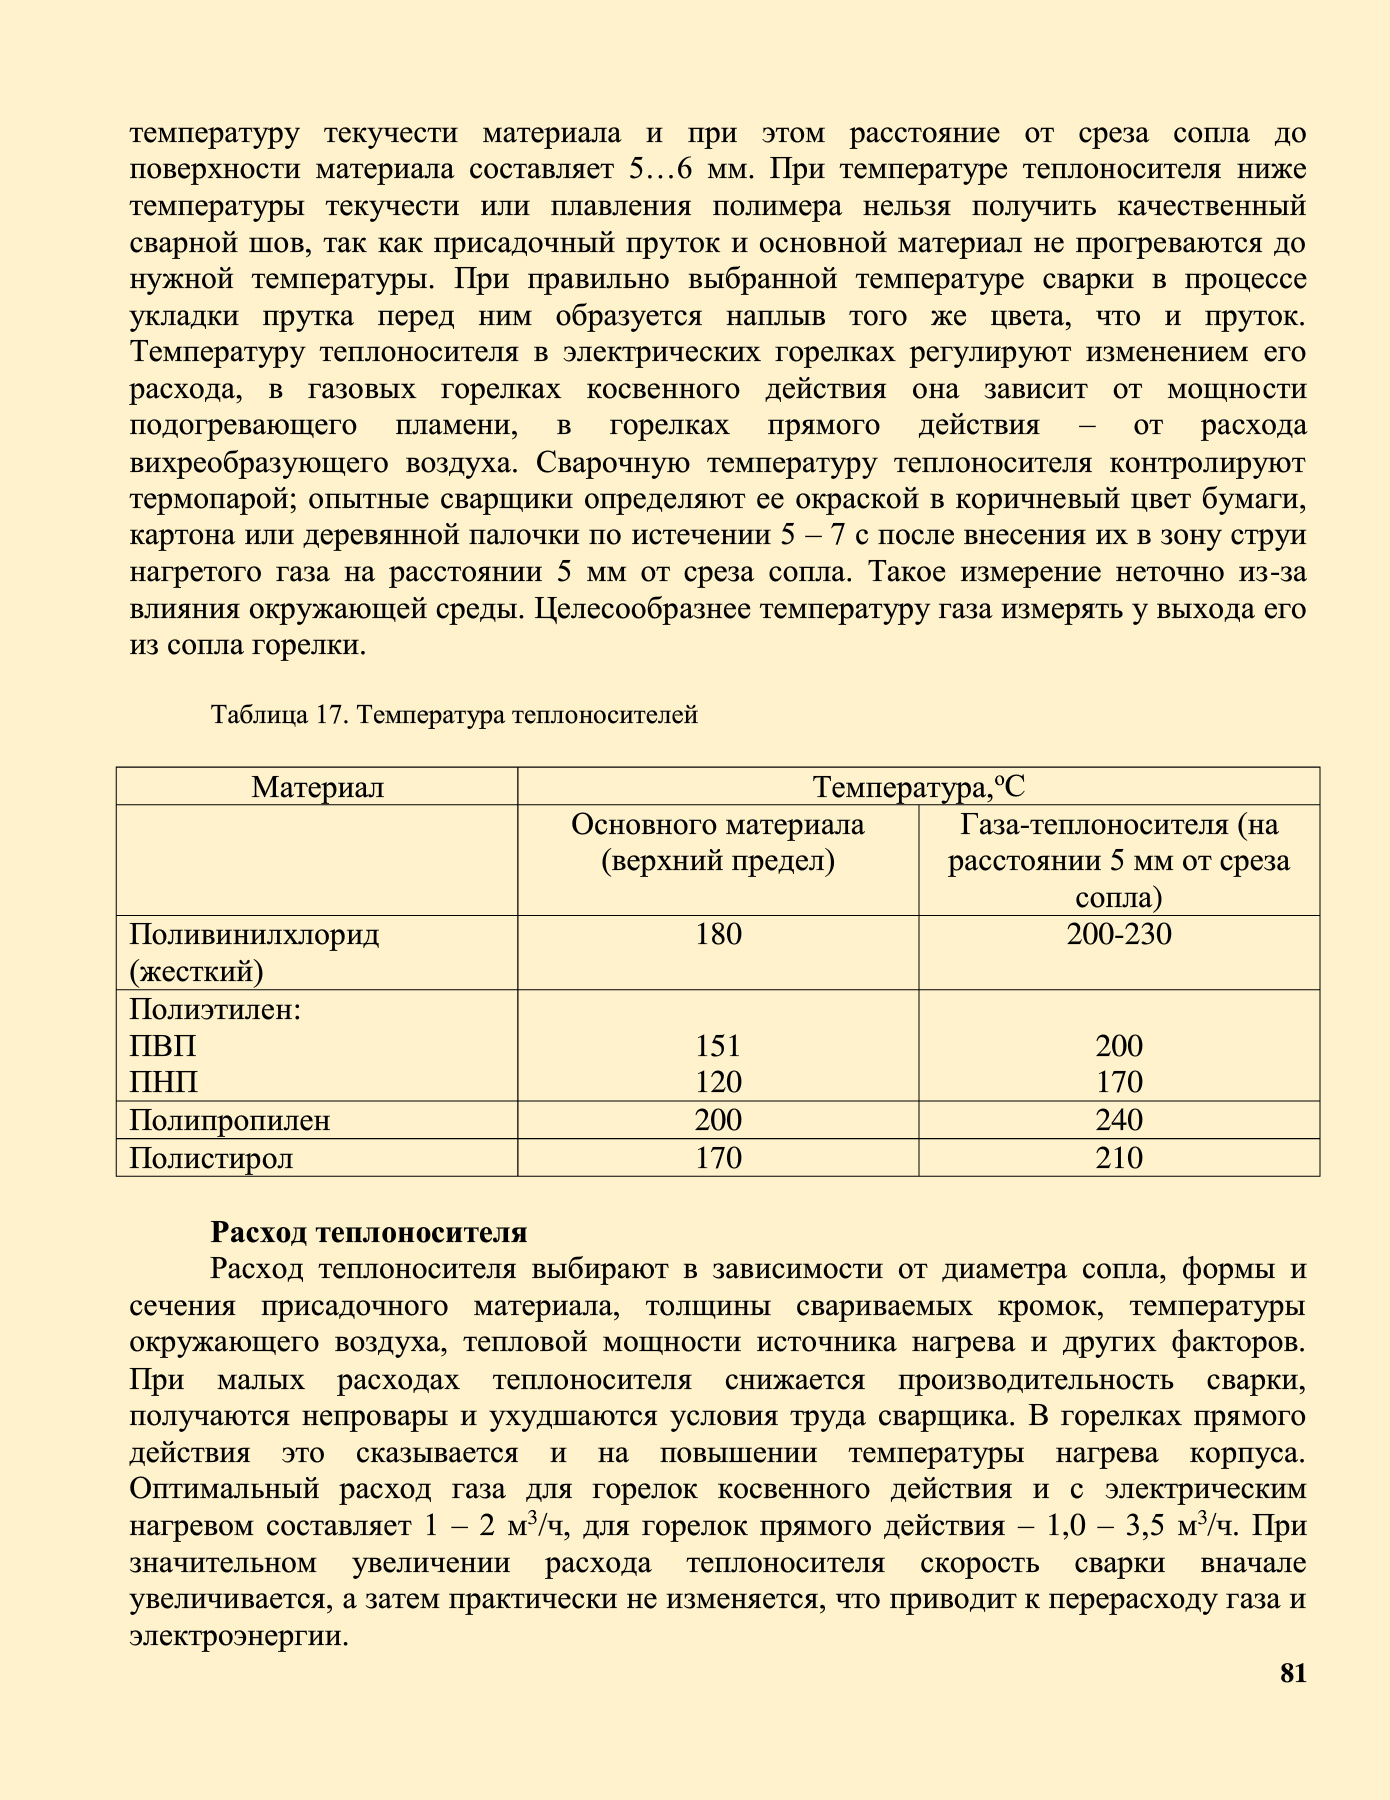 температуру текучести материала и при этом расстояние от среза сопла до
поверхности материала составляет 5…6 мм. При температуре теплоносителя ниже
температуры текучести или плавления полимера нельзя получить качественный
сварной шов, так как присадочный пруток и основной материал не прогреваются до
нужной температуры. При правильно выбранной температуре сварки в процессе
укладки прутка перед ним образуется наплыв того же цвета, что и пруток.
Температуру теплоносителя в электрических горелках регулируют изменением его
расхода, в газовых горелках косвенного действия она зависит от мощности
подогревающего пламени, в горелках прямого действия – от расхода
вихреобразующего воздуха. Сварочную температуру теплоносителя контролируют
термопарой; опытные сварщики определяют ее окраской в коричневый цвет бумаги,
картона или деревянной палочки по истечении 5 – 7 с после внесения их в зону струи
нагретого газа на расстоянии 5 мм от среза сопла. Такое измерение неточно из-за
влияния окружающей среды. Целесообразнее температуру газа измерять у выхода его
из сопла горелки.
Таблица 17. Температура теплоносителей
Материал Температура,ºС
Основного материала Газа-теплоносителя (на
(верхний предел) расстоянии 5 мм от среза
сопла)
Поливинилхлорид 180 200-230
(жесткий)
Полиэтилен:
ПВП 151 200
ПНП 120 170
Полипропилен 200 240
Полистирол 170 210
Расход теплоносителя
Расход теплоносителя выбирают в зависимости от диаметра сопла, формы и
сечения присадочного материала, толщины свариваемых кромок, температуры
окружающего воздуха, тепловой мощности источника нагрева и других факторов.
При малых расходах теплоносителя снижается производительность сварки,
получаются непровары и ухудшаются условия труда сварщика. В горелках прямого
действия это сказывается и на повышении температуры нагрева корпуса.
Оптимальный расход газа для горелок косвенного действия и с электрическим
нагревом составляет 1 – 2 м³/ч, для горелок прямого действия – 1,0 – 3,5 м³/ч. При
значительном увеличении расхода теплоносителя скорость сварки вначале
увеличивается, а затем практически не изменяется, что приводит к перерасходу газа и
электроэнергии.
81